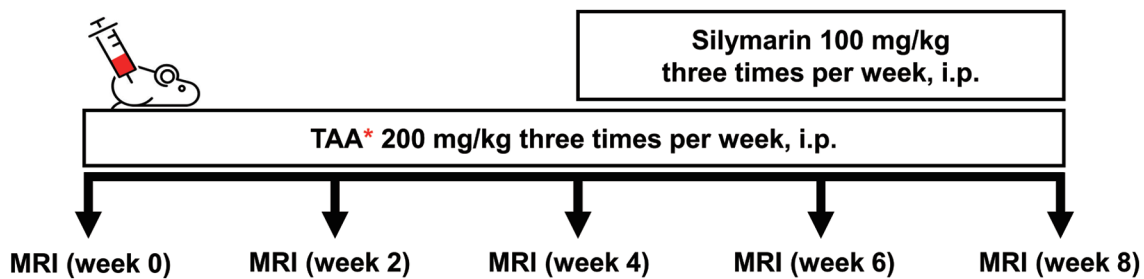 Silymarin 100 mg/kg
three times per week, i.p.
TAA* 200 mg/kg three times per week, i.p.
MRI (week 0) MRI (week 2) MRI (week 4) MRI (week 6) MRI (week 8)